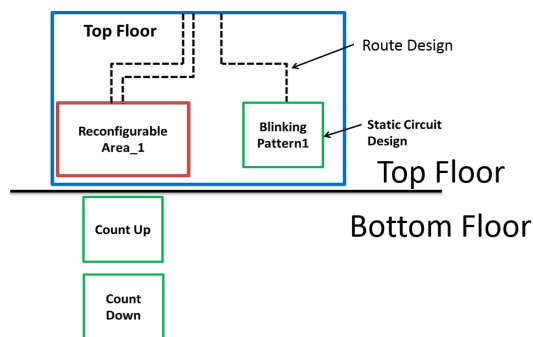 Top Floor
Route Design
Reconfigurable
Area_1
Blinking
Pattern1
Static Circuit
Design
Top Floor
Count Up
Bottom Floor
Count
Down